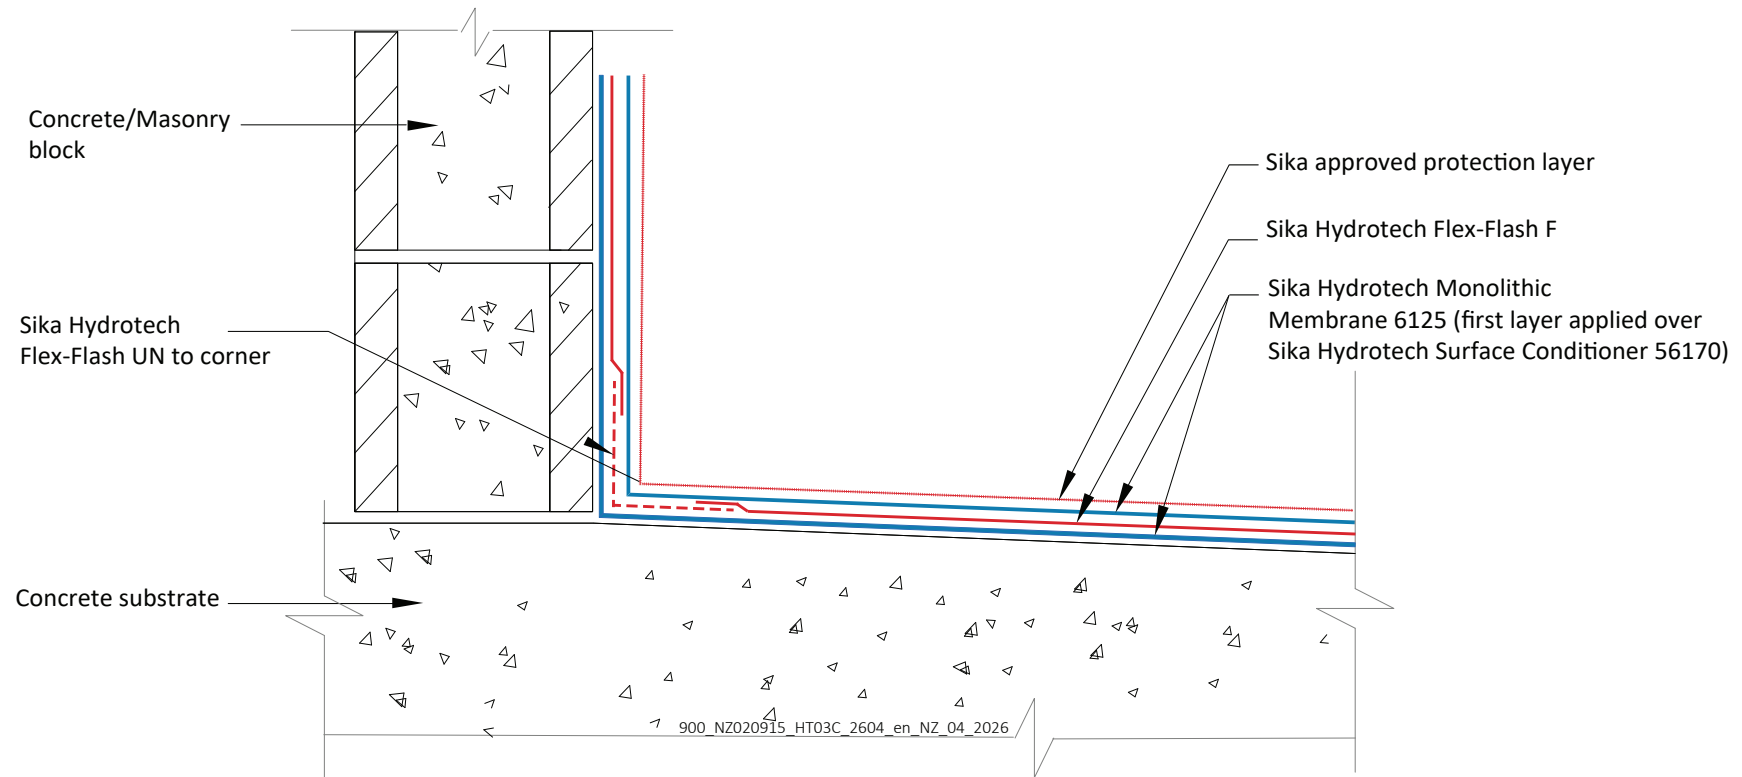 Concrete/Masonry
block
Sika approved protection layer
Sika Hydrotech Flex-Flash F
Sika Hydrotech Monolithic
Membrane 6125 (first layer applied over
Sika Hydrotech Surface Conditioner 56170)
Sika Hydrotech
Flex-Flash UN to corner
Concrete substrate
900_NZ020915_HT03C_2604_en_NZ_04_2026